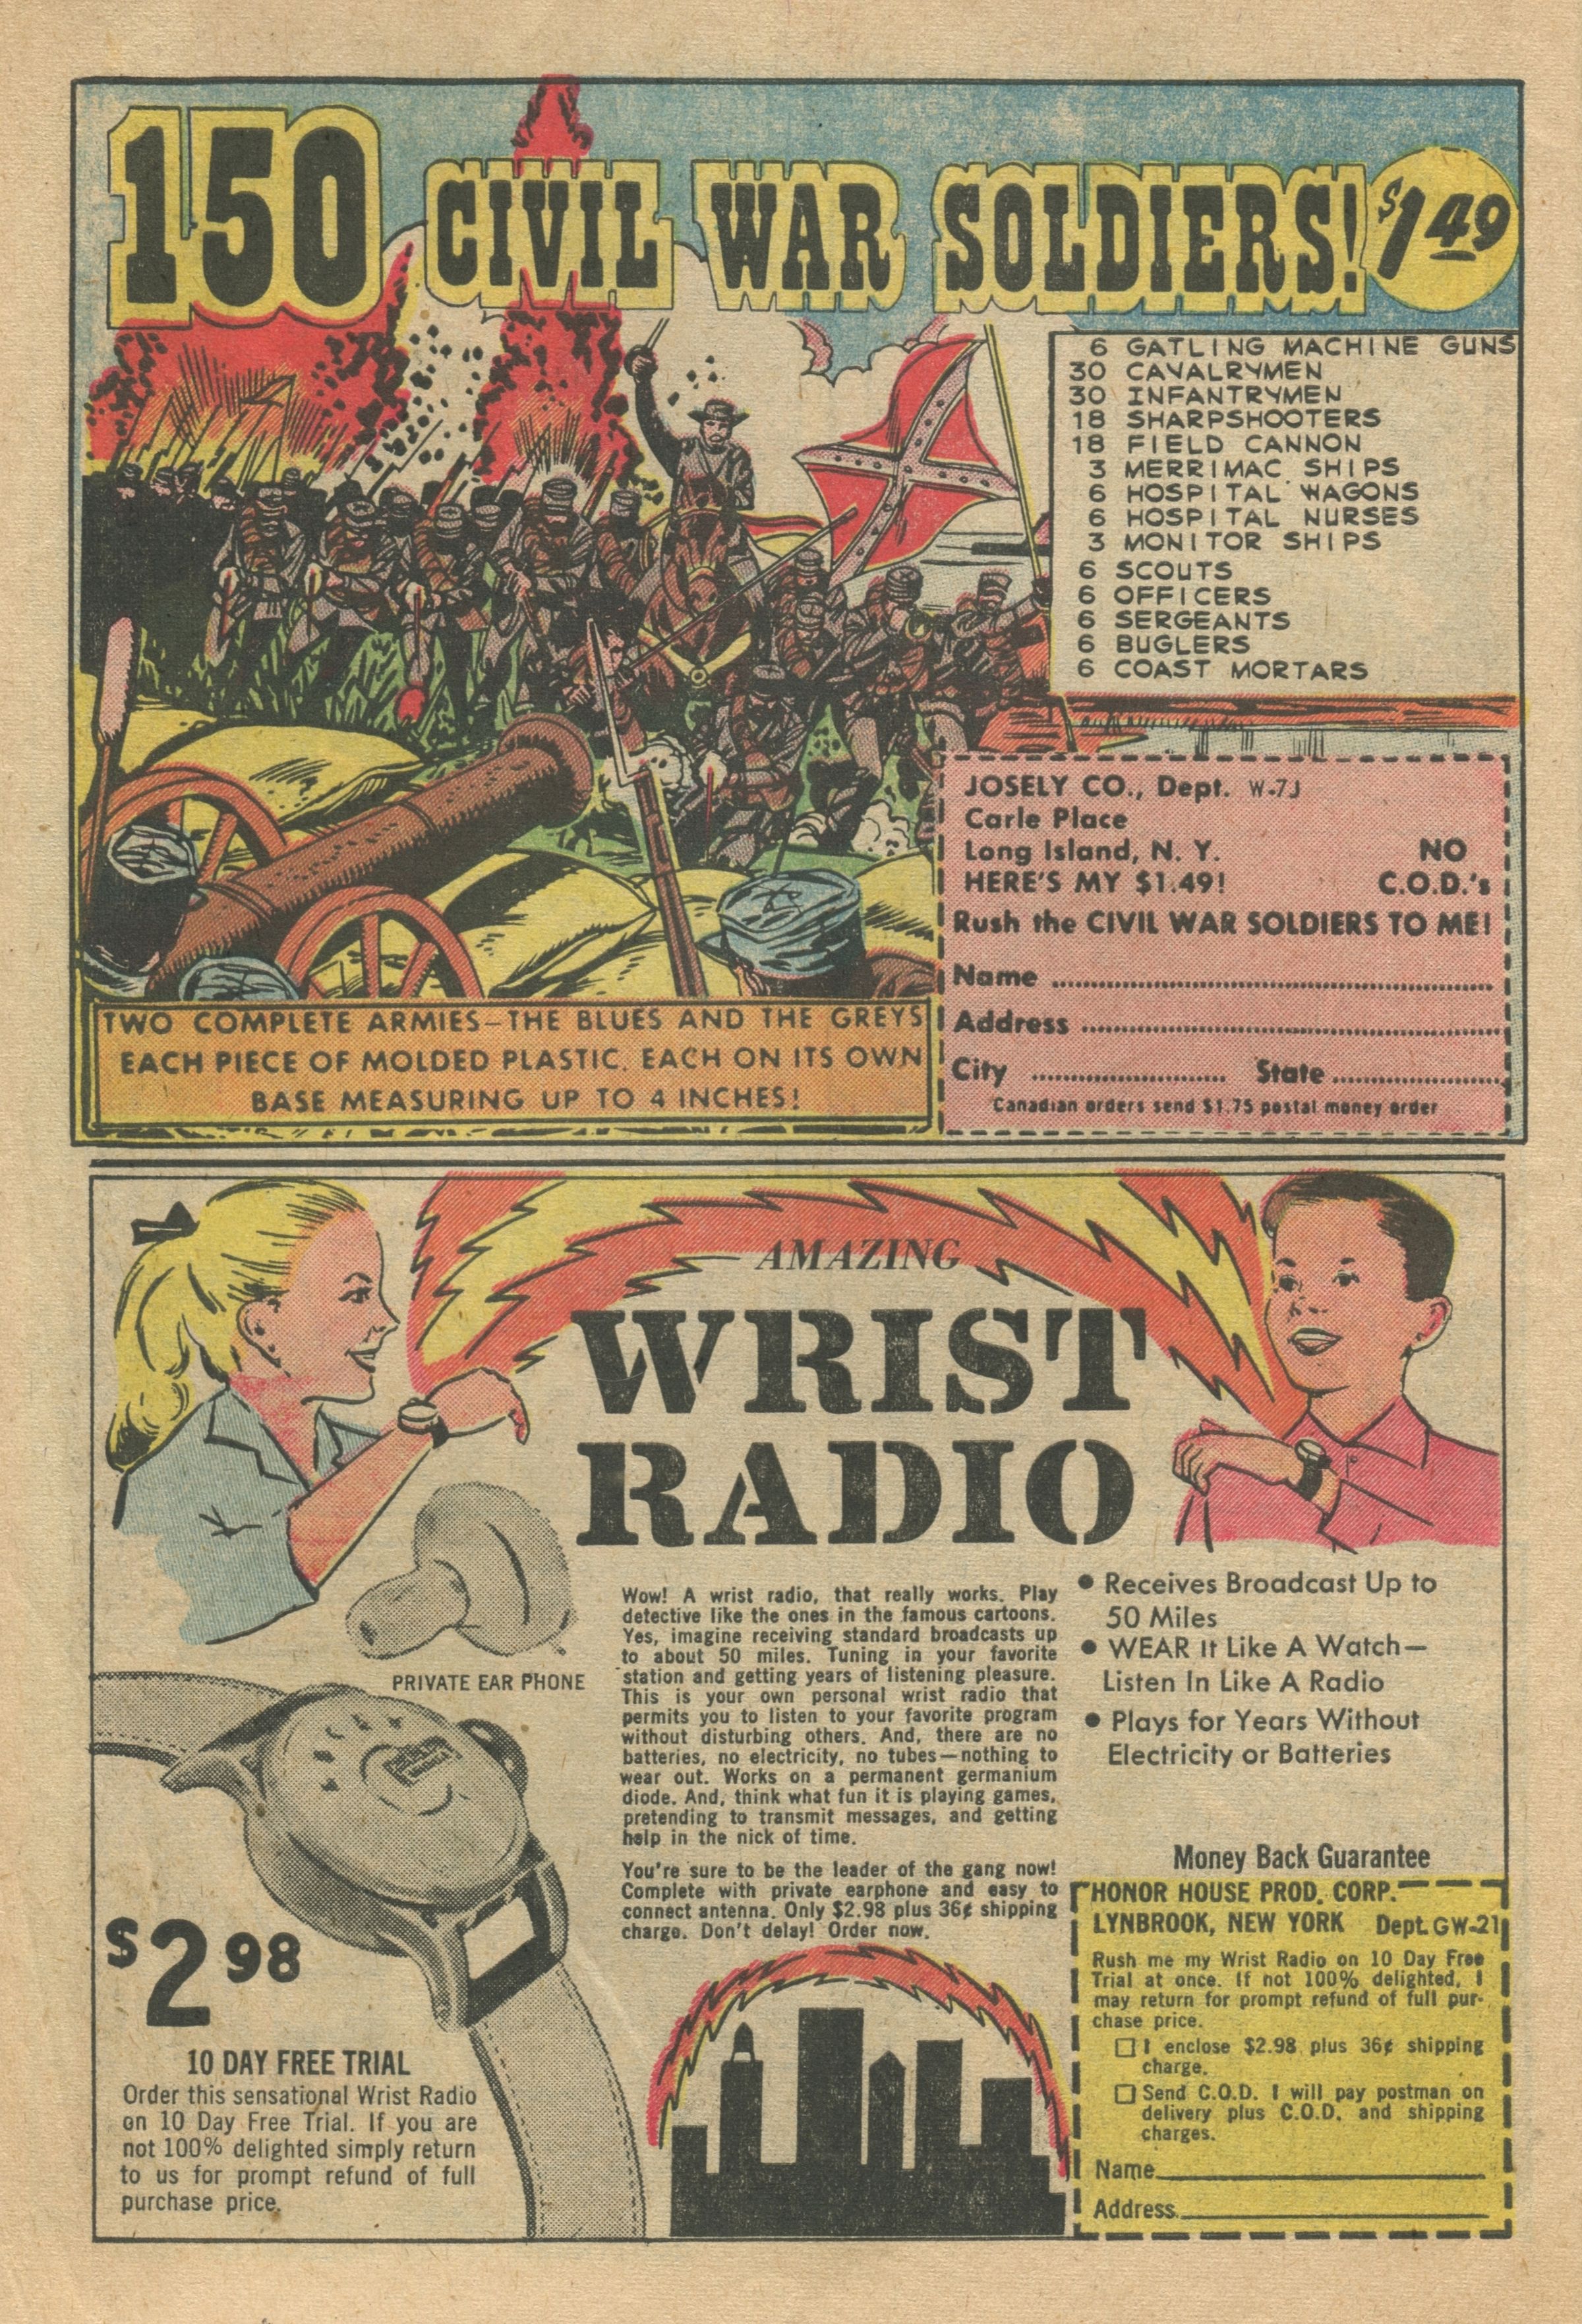 150 CIVIL WAR SOLDIERS! $1.49
6 GATLING MACHINE GUNS
30 CAVALRYMEN
30 INFANTRYMEN
18 SHARPSHOOTERS
18 FIELD CANNON
3 MERRIMAC SHIPS
6 HOSPITAL WAGONS
6 HOSPITAL NURSES
3 MONITOR SHIPS
6 SCOUTS
6 OFFICERS
6 SERGEANTS
6 BUGLERS
6 COAST MORTARS
JOSELY CO., Dept. W-7J
Carle Place
Long Island, N. Y. NO
HERE'S MY $1.49! C.O.D.'s
Rush the CIVIL WAR SOLDIERS TO ME!
Name
Address
City State
Canadian orders send $1.75 postal money order
TWO COMPLETE ARMIES—THE BLUES AND THE GREYS
EACH PIECE OF MOLDED PLASTIC, EACH ON ITS OWN
BASE MEASURING UP TO 4 INCHES!
AMAZING
WRIST
RADIO
PRIVATE EAR PHONE
Wow! A wrist radio, that really works. Play
detective like the ones in the famous cartoons.
Yes, imagine receiving standard broadcasts up
to about 50 miles. Tuning in your favorite
station and getting years of listening pleasure.
This is your own personal wrist radio that
permits you to listen to your favorite program
without disturbing others. And, there are no
batteries, no electricity, no tubes—nothing to
wear out. Works on a permanent germanium
diode. And, think what fun it is playing games,
pretending to transmit messages, and getting
help in the nick of time.
You're sure to be the leader of the gang now!
Complete with private earphone and easy to
connect antenna. Only $2.98 plus 36¢ shipping
charge. Don't delay! Order now.
• Receives Broadcast Up to
50 Miles
• WEAR It Like A Watch—
Listen In Like A Radio
• Plays for Years Without
Electricity or Batteries
$2.98
10 DAY FREE TRIAL
Order this sensational Wrist Radio
on 10 Day Free Trial. If you are
not 100% delighted simply return
to us for prompt refund of full
purchase price.
Money Back Guarantee
HONOR HOUSE PROD. CORP.
LYNBROOK, NEW YORK Dept. GW-21
Rush me my Wrist Radio on 10 Day Free
Trial at once. If not 100% delighted, I
may return for prompt refund of full pur-
chase price.
☐ I enclose $2.98 plus 36¢ shipping
charge.
☐ Send C.O.D. I will pay postman on
delivery plus C.O.D. and shipping
charges.
Name
Address